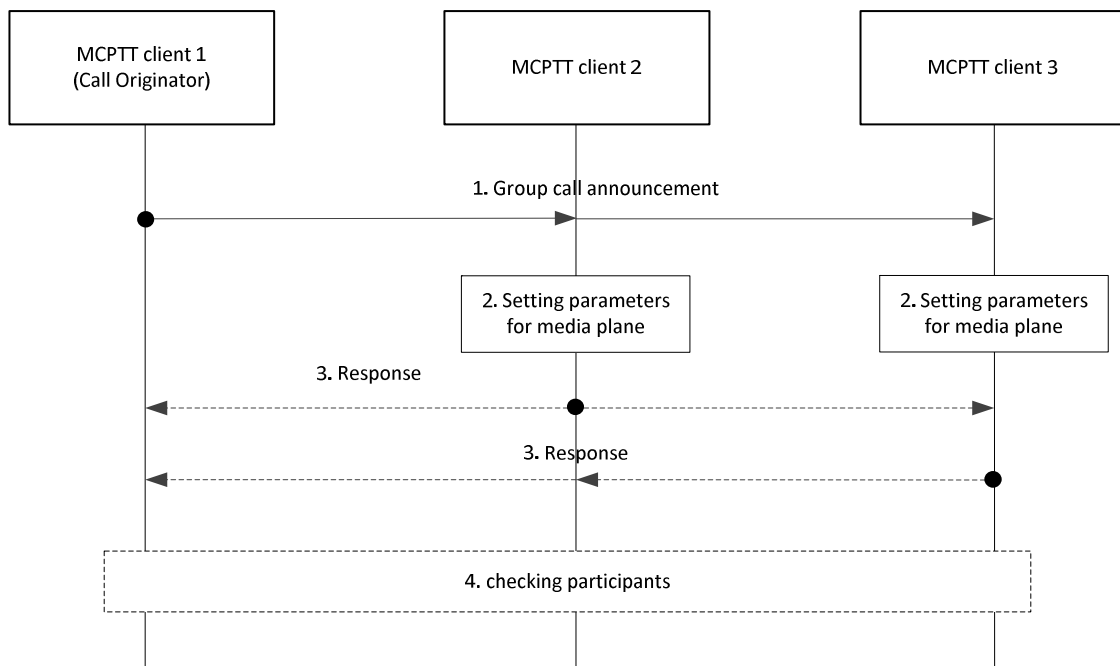 MCPTT client 1
(Call Originator)
MCPTT client 2
MCPTT client 3
1. Group call announcement
2. Setting parameters
for media plane
2. Setting parameters
for media plane
3. Response
3. Response
4. checking participants